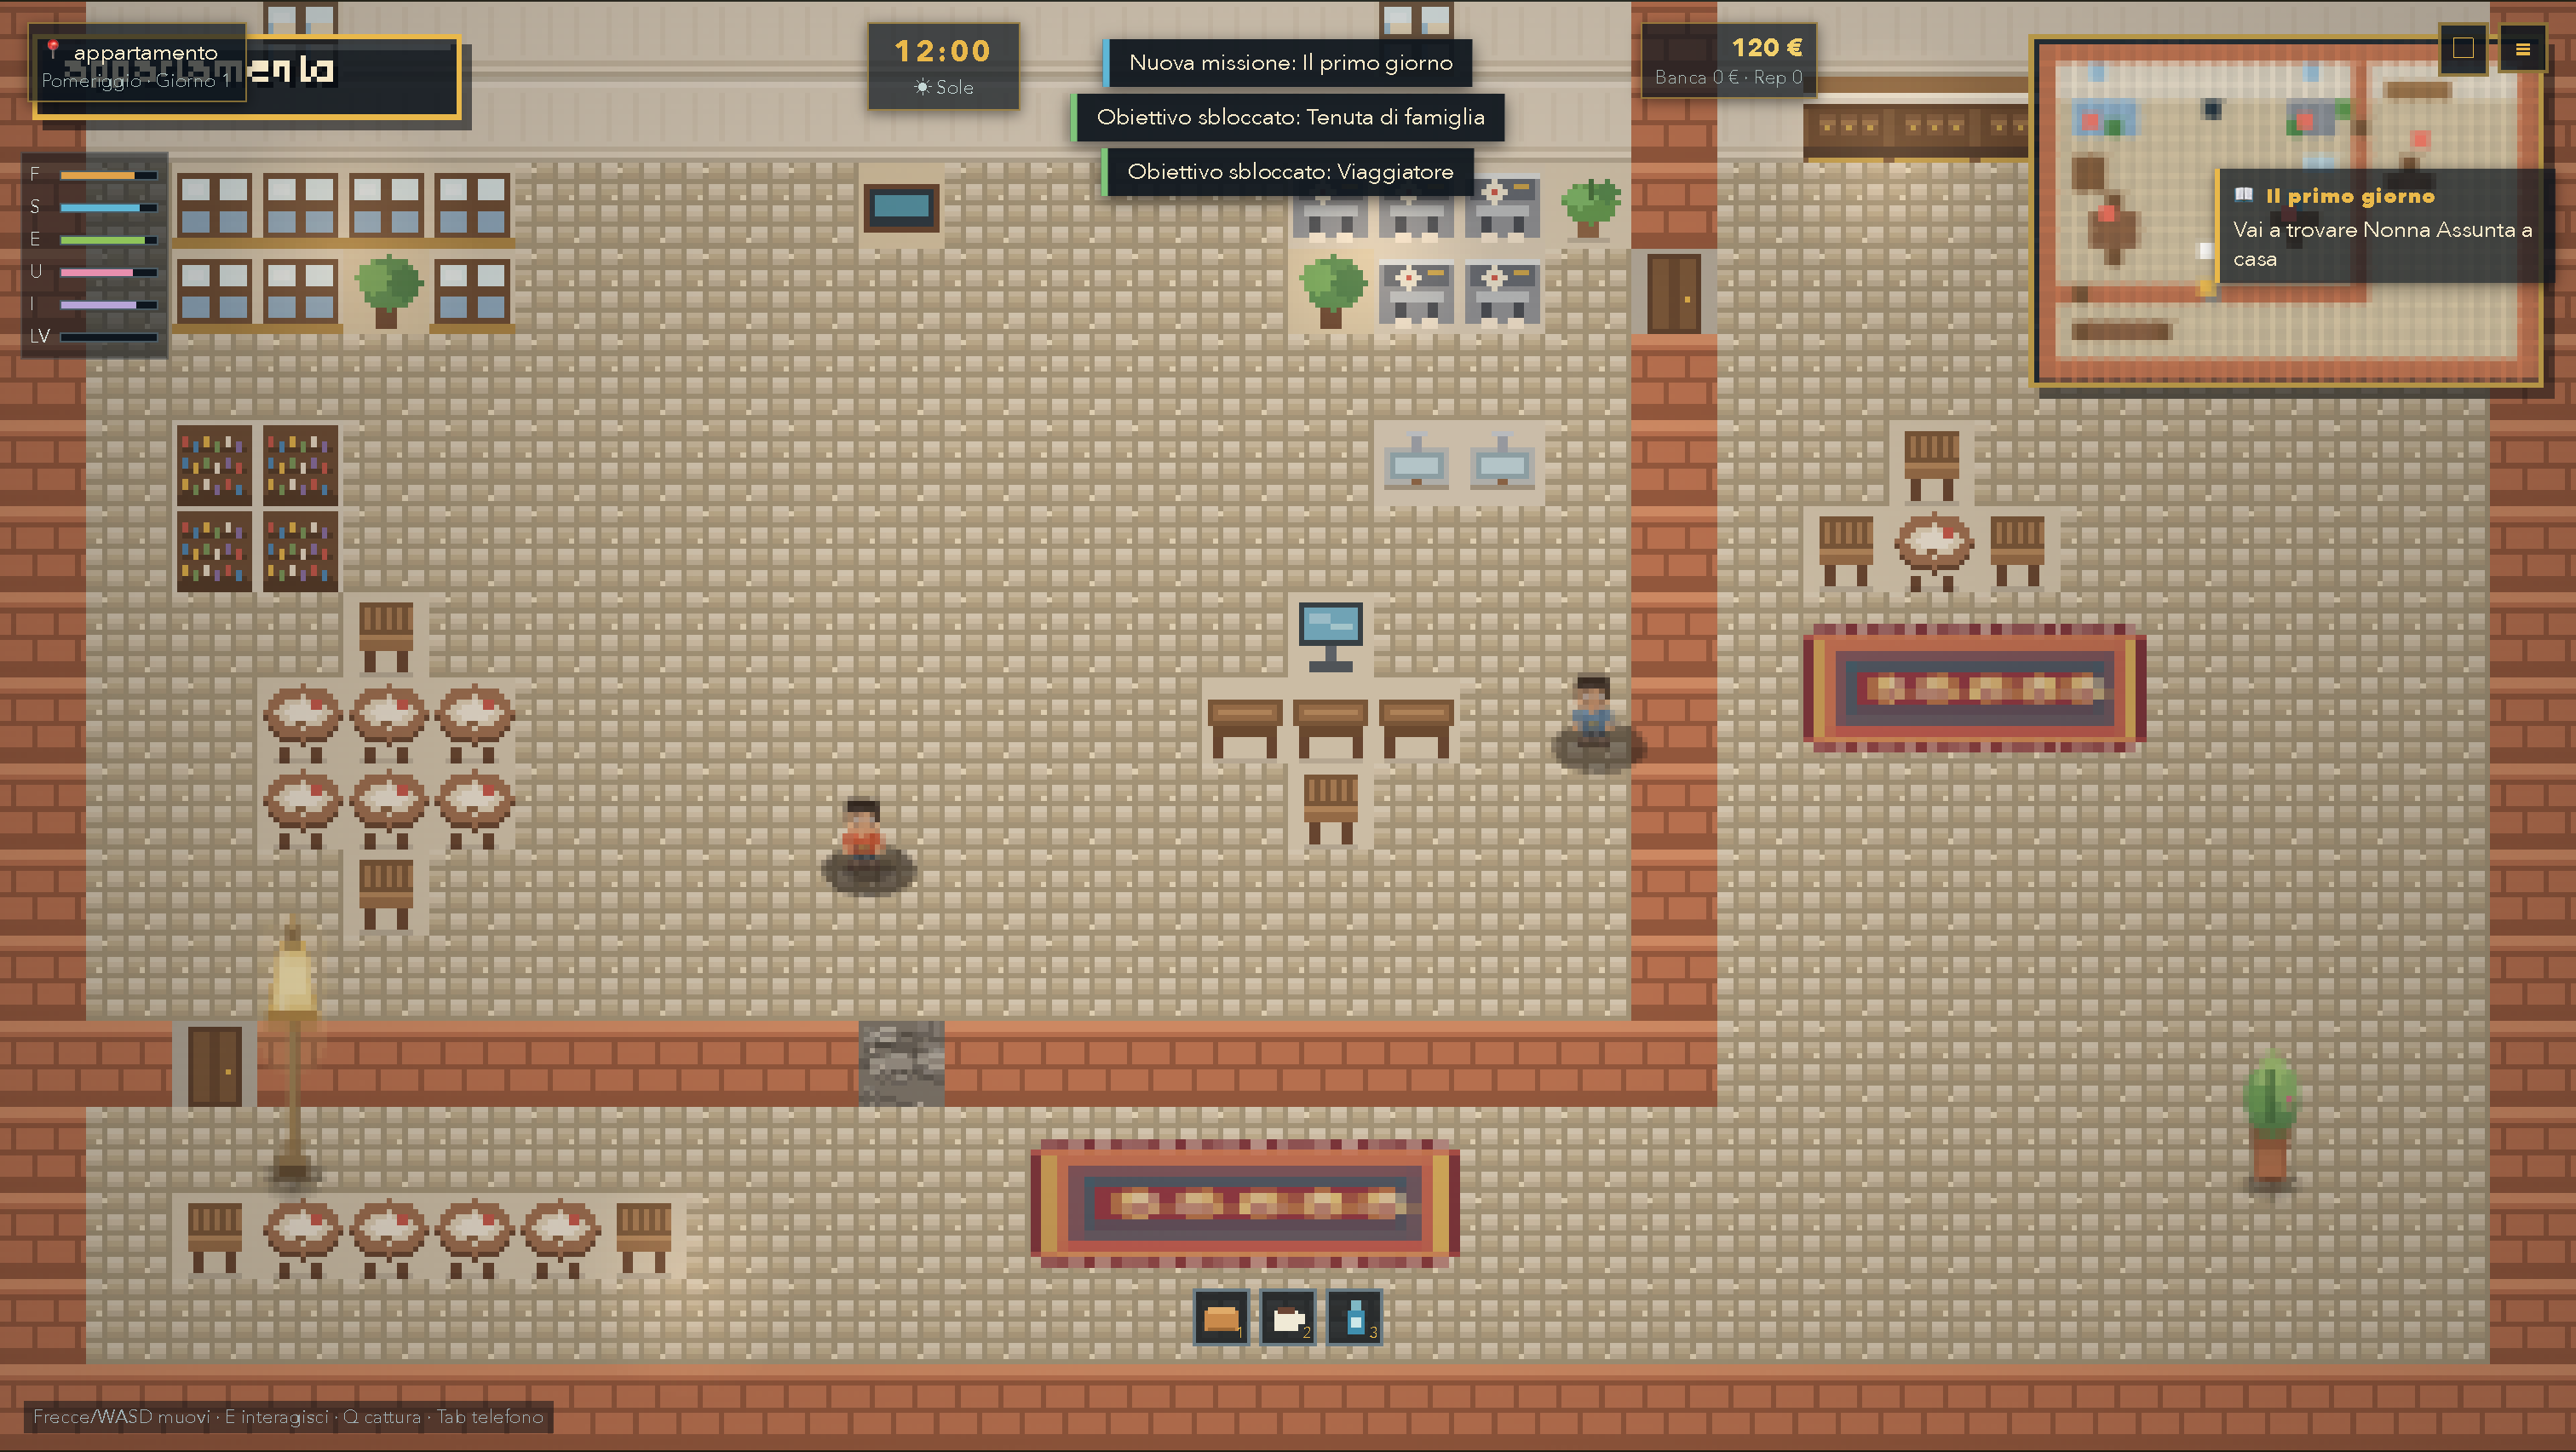 appartamento
Pomeriggio · Giorno 1
12:00
Sole
Nuova missione: Il primo giorno
Obiettivo sbloccato: Tenuta di famiglia
Obiettivo sbloccato: Viaggiatore
120 €
Banca 0 € · Rep 0
F
S
E
U
I
LV
Il primo giorno
Vai a trovare Nonna Assunta a
casa
1
2
3
Frecce/WASD muovi · E interagisci · Q cattura · Tab telefono